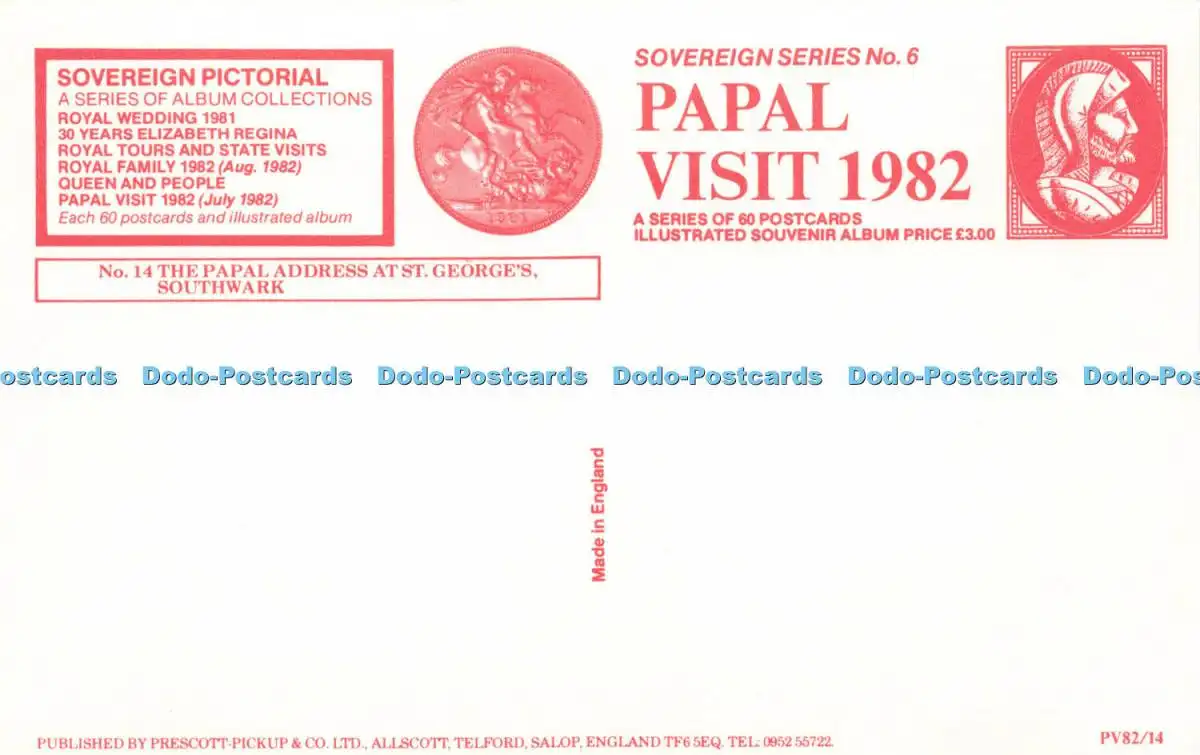 SOVEREIGN PICTORIAL
A SERIES OF ALBUM COLLECTIONS
ROYAL WEDDING 1981
30 YEARS ELIZABETH REGINA
ROYAL TOURS AND STATE VISITS
ROYAL FAMILY 1982 (Aug. 1982)
QUEEN AND PEOPLE
PAPAL VISIT 1982 (July 1982)
Each 60 postcards and illustrated album
SOVEREIGN SERIES No. 6
PAPAL
VISIT 1982
A SERIES OF 60 POSTCARDS
ILLUSTRATED SOUVENIR ALBUM PRICE £3.00
No. 14 THE PAPAL ADDRESS AT ST. GEORGE'S,
SOUTHWARK
ostcards Dodo-Postcards Dodo-Postcards Dodo-Postcards Dodo-Postcards Dodo-Pos
Made in England
PUBLISHED BY PRESCOTT-PICKUP & CO. LTD., ALLSCOTT, TELFORD, SALOP, ENGLAND TF6 5EQ. TEL: 0952 55722.
PV82/14